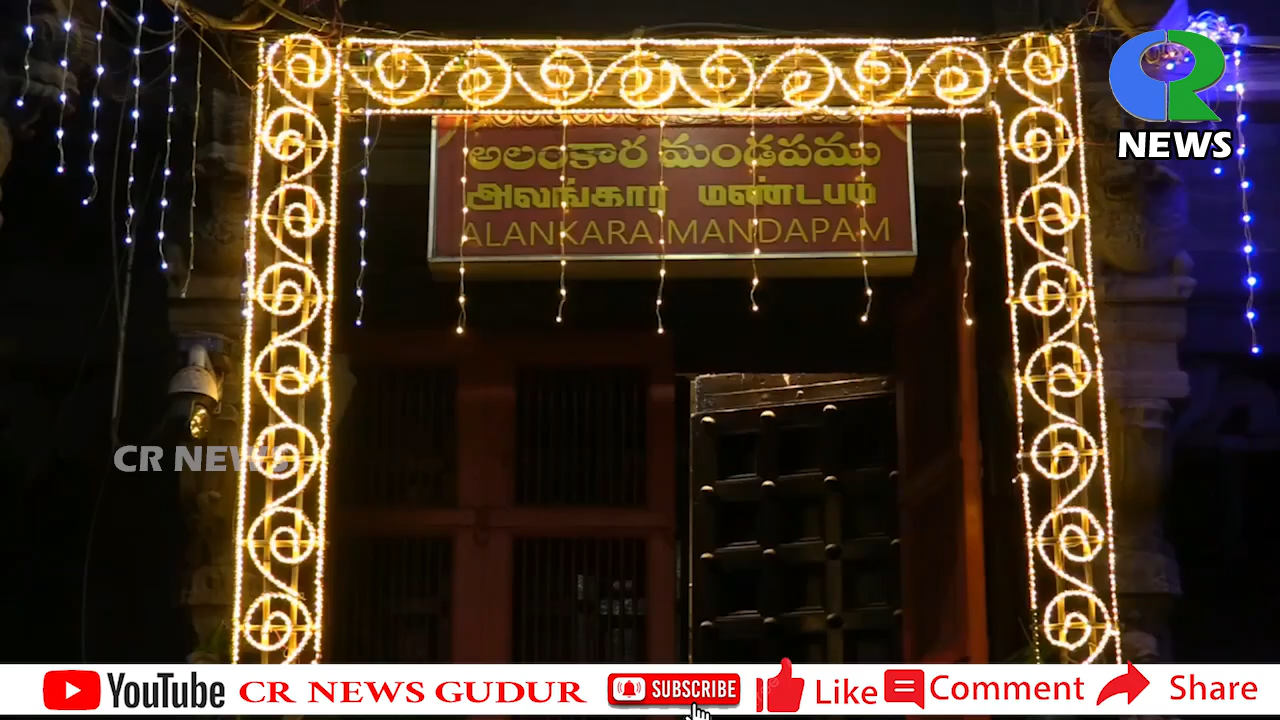 CR
NEWS
అలంకార మండపము
அலங்கார மண்டபம்
ALANKARA MANDAPAM
CR NEWS
YouTube CR NEWS GUDUR SUBSCRIBE Like Comment Share